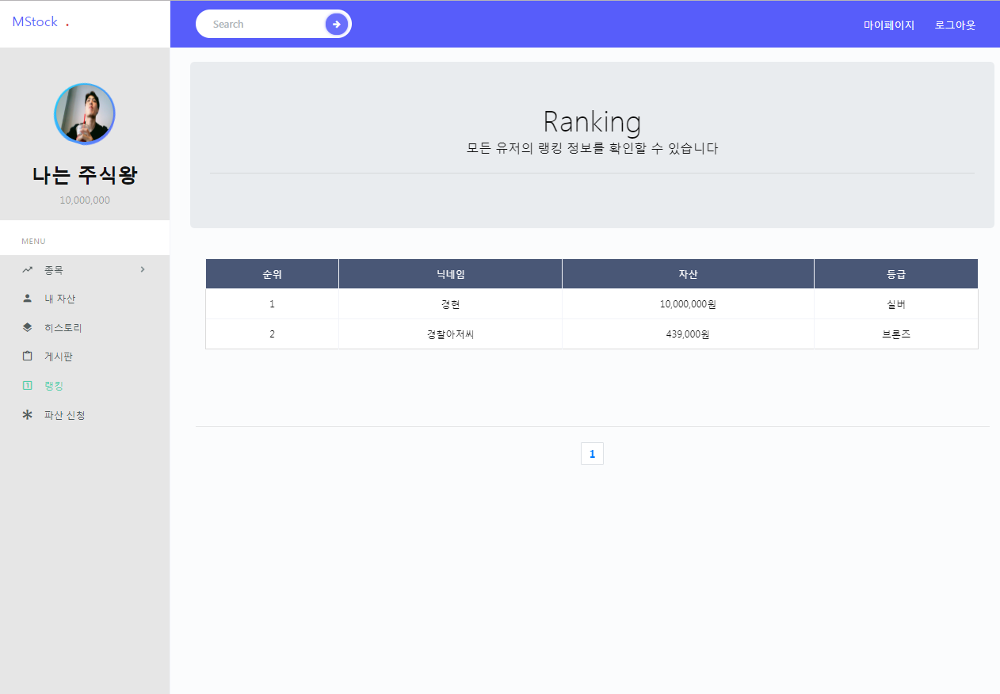 MStock .
Search
마이페이지 로그아웃
나는 주식왕
10,000,000
MENU
종목
내 자산
히스토리
게시판
랭킹
파산 신청
Ranking
모든 유저의 랭킹 정보를 확인할 수 있습니다
순위 닉네임 자산 등급
1 경현 10,000,000원 실버
2 경찰아저씨 439,000원 브론즈
1